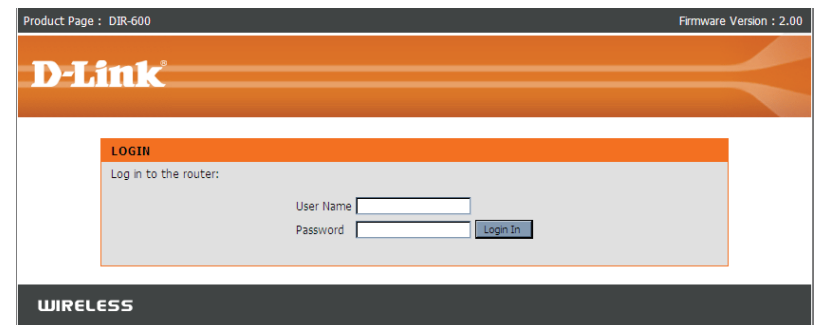 Product Page : DIR-600 Firmware Version : 2.00
D-Link®
LOGIN
Log in to the router:
User Name
Password Login In
WIRELESS